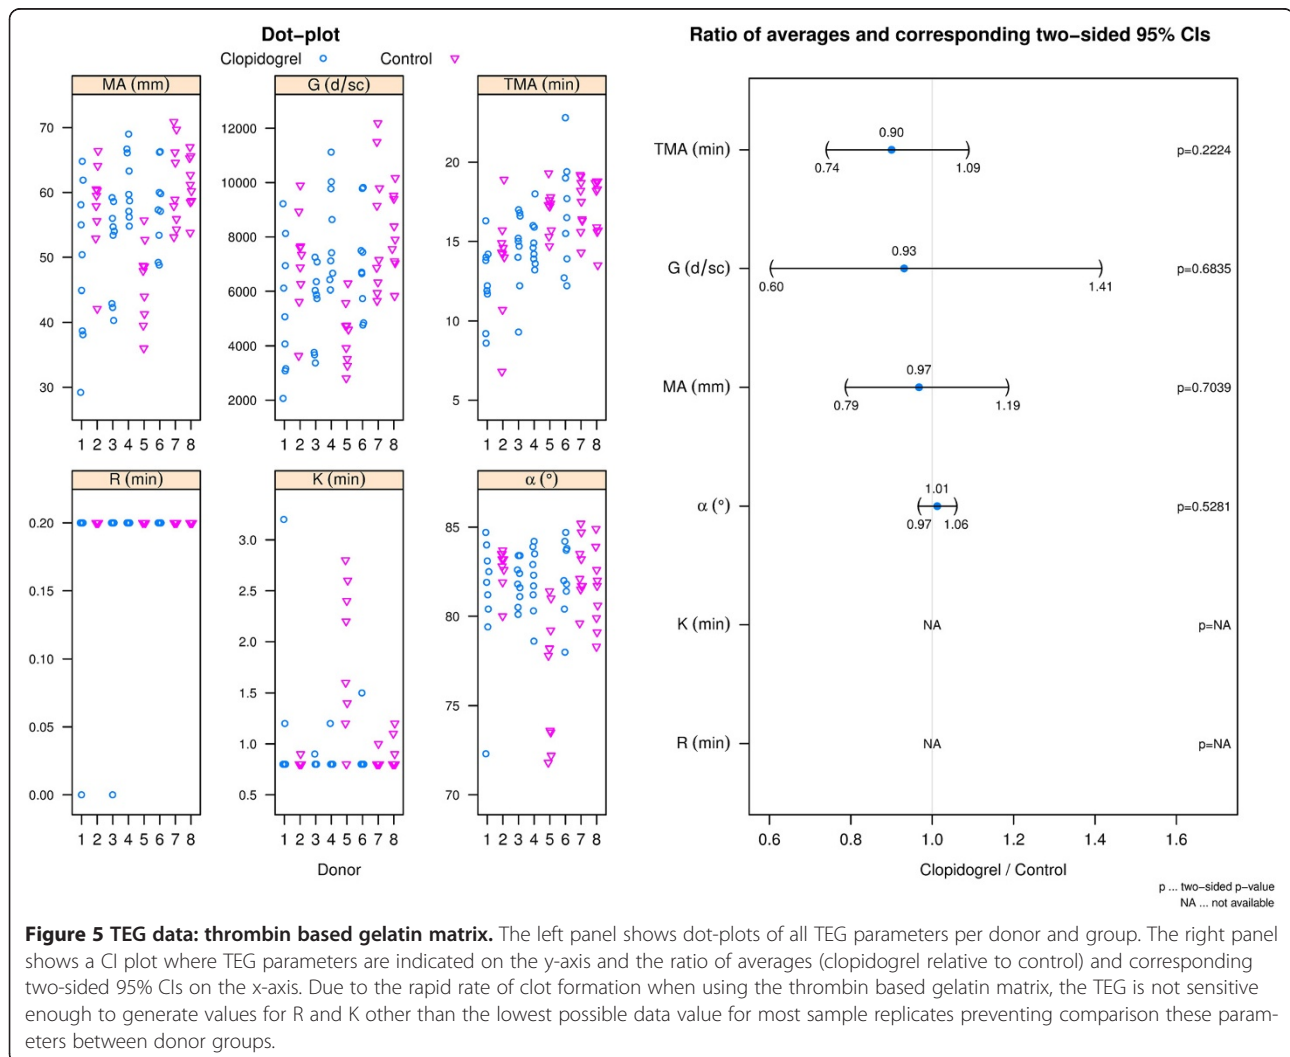 Dot−plot
Clopidogrel Control
MA (mm) G (d/sc) TMA (min)
70
60
50
40
30
12000
10000
8000
6000
4000
2000
20
15
10
5
1 2 3 4 5 6 7 8 1 2 3 4 5 6 7 8 1 2 3 4 5 6 7 8
R (min) K (min) α (°)
0.20
0.15
0.10
0.05
0.00
3.0
2.5
2.0
1.5
1.0
0.5
85
80
75
70
1 2 3 4 5 6 7 8 1 2 3 4 5 6 7 8 1 2 3 4 5 6 7 8
Donor
Ratio of averages and corresponding two−sided 95% CIs
0.90
TMA (min) p=0.2224
0.74 1.09
0.93
G (d/sc) p=0.6835
0.60 1.41
0.97
MA (mm) p=0.7039
0.79 1.19
1.01
α (°) p=0.5281
0.97 1.06
K (min) NA p=NA
R (min) NA p=NA
0.6 0.8 1.0 1.2 1.4 1.6
Clopidogrel / Control
p ... two−sided p−value
NA ... not available
Figure 5 TEG data: thrombin based gelatin matrix. The left panel shows dot-plots of all TEG parameters per donor and group. The right panel
shows a CI plot where TEG parameters are indicated on the y-axis and the ratio of averages (clopidogrel relative to control) and corresponding
two-sided 95% CIs on the x-axis. Due to the rapid rate of clot formation when using the thrombin based gelatin matrix, the TEG is not sensitive
enough to generate values for R and K other than the lowest possible data value for most sample replicates preventing comparison these param-
eters between donor groups.